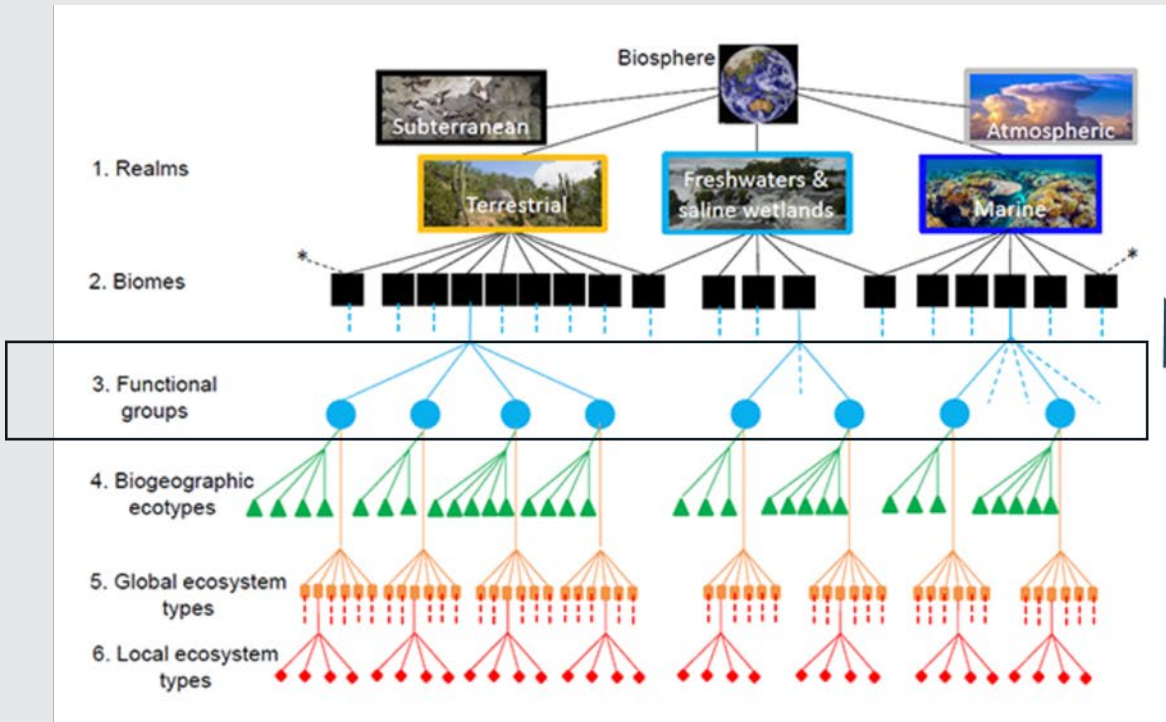 Biosphere
Subterranean
Atmospheric
1. Realms
Terrestrial
Freshwaters &
saline wetlands
Marine
*
*
2. Biomes
3. Functional
groups
4. Biogeographic
ecotypes
5. Global ecosystem
types
6. Local ecosystem
types